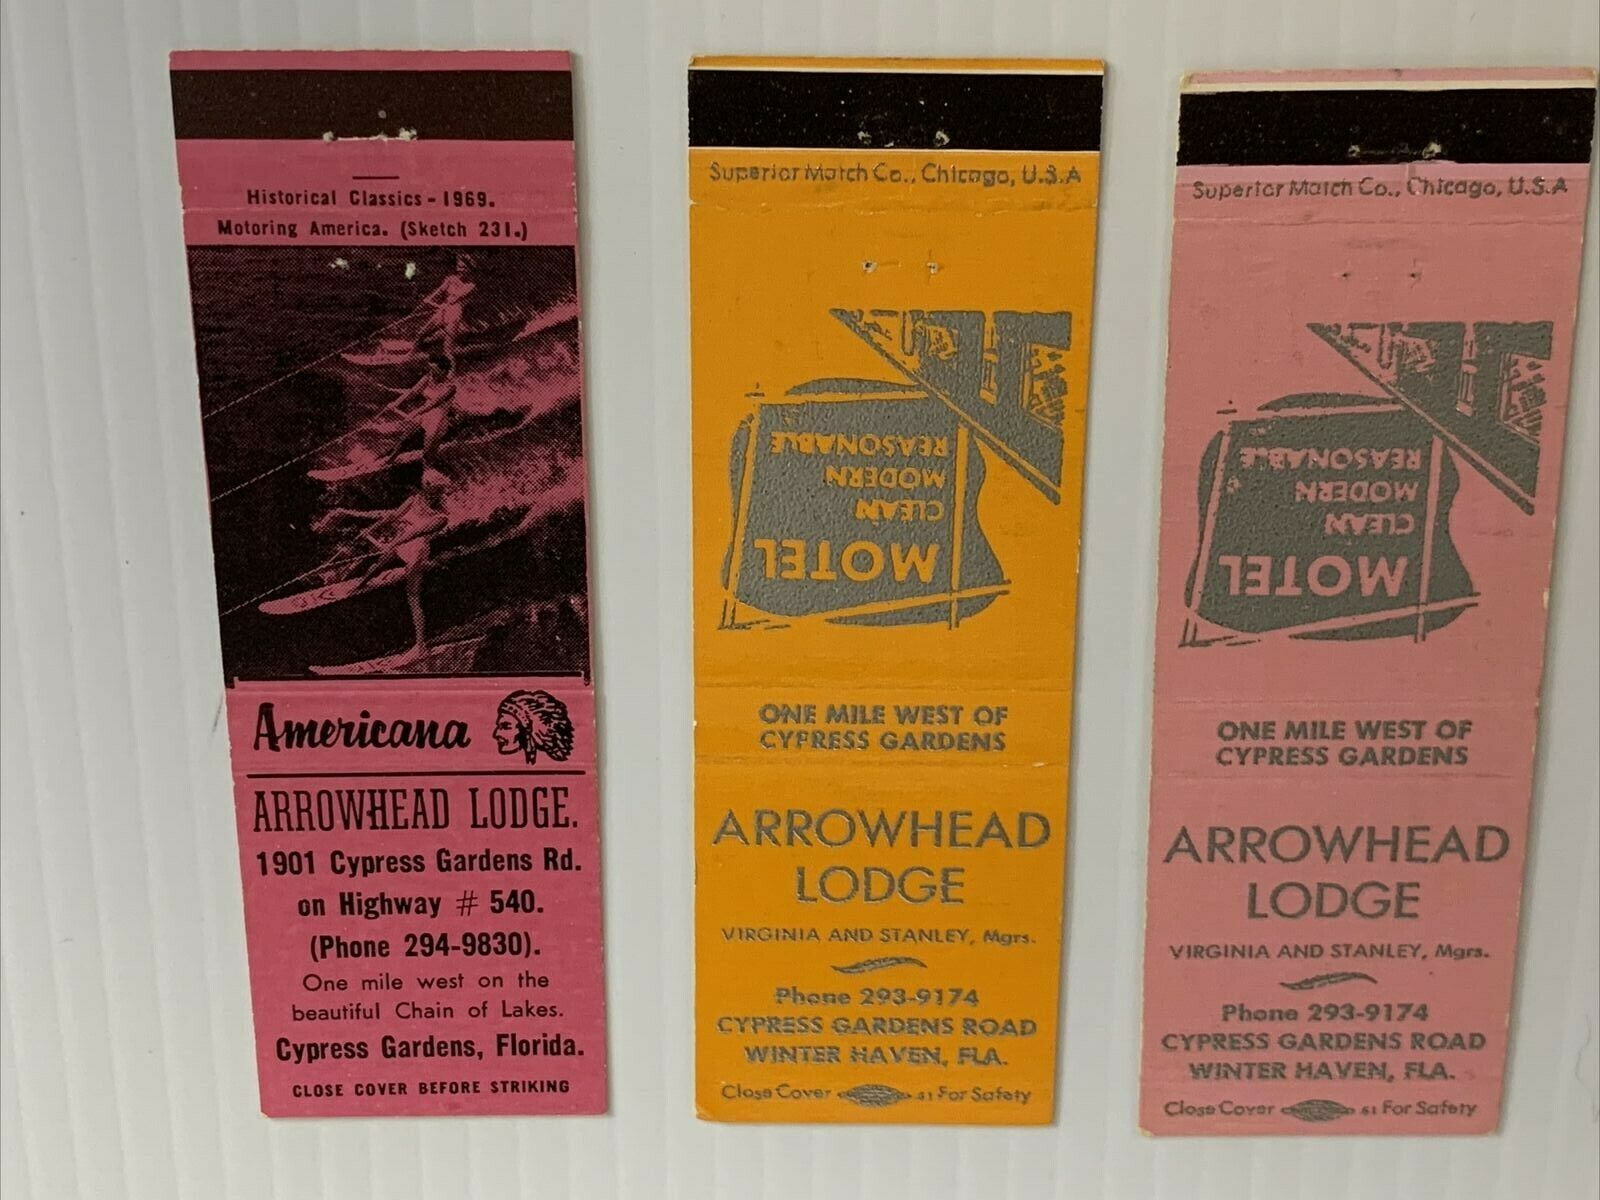 Historical Classics - 1969.
Motoring America. (Sketch 231.)
Americana
ARROWHEAD LODGE.
1901 Cypress Gardens Rd.
on Highway # 540.
(Phone 294-9830).
One mile west on the
beautiful Chain of Lakes.
Cypress Gardens, Florida.
CLOSE COVER BEFORE STRIKING
Superior Match Co., Chicago, U.S.A
MOTEL
CLEAN
MODERN
REASONABLE
ONE MILE WEST OF
CYPRESS GARDENS
ARROWHEAD
LODGE
VIRGINIA AND STANLEY, Mgrs.
Phone 293-9174
CYPRESS GARDENS ROAD
WINTER HAVEN, FLA.
Close Cover 61 For Safety
Superior Match Co., Chicago, U.S.A
MOTEL
CLEAN
MODERN
REASONABLE
ONE MILE WEST OF
CYPRESS GARDENS
ARROWHEAD
LODGE
VIRGINIA AND STANLEY, Mgrs.
Phone 293-9174
CYPRESS GARDENS ROAD
WINTER HAVEN, FLA.
Close Cover 61 For Safety